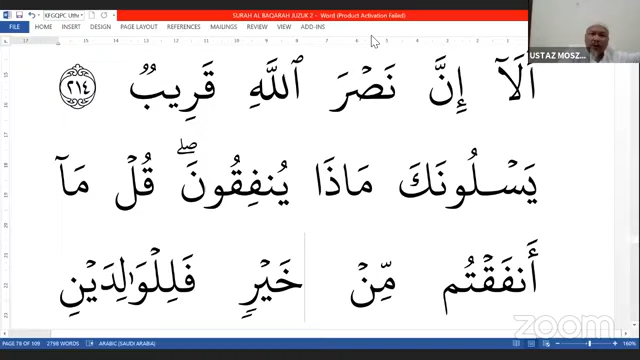 SURAH AL BAQARAH JUZUK 2 - Word (Product Activation Failed)
KFGQPC Uthm
FILE HOME INSERT DESIGN PAGE LAYOUT REFERENCES MAILINGS REVIEW VIEW ADD-INS
USTAZ MOSZ...
أَلَآ إِنَّ نَصۡرَ ٱللَّهِ قَرِيبٞ ٢١٤
يَسۡـَٔلُونَكَ مَاذَا يُنفِقُونَۖ قُلۡ مَآ
أَنفَقۡتُم مِّنۡ خَيۡرٖ فَلِلۡوَٰلِدَيۡنِ
zoom
PAGE 78 OF 109 2798 WORDS ARABIC (SAUDI ARABIA) 160%